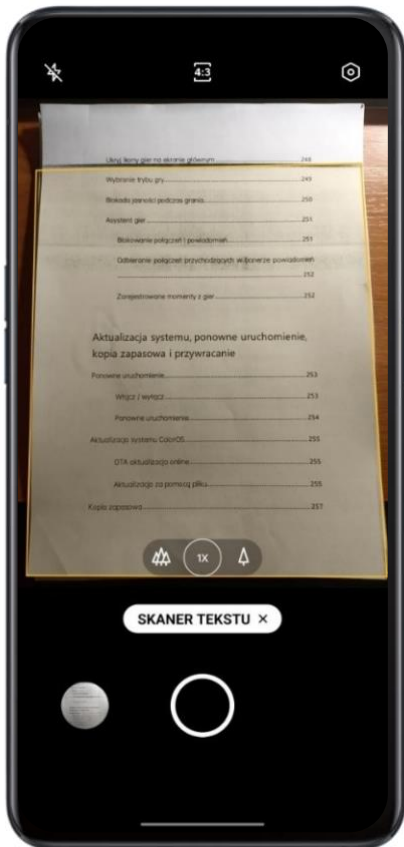 4:3
Ukryj ikony gier na ekranie głównym 248
Wybranie trybu gry 249
Blokada jasności podczas grania 250
Asystent gier 251
Blokowanie połączeń i powiadomień 251
Odbieranie połączeń przychodzących w banerze powiadomień
252
Zarejestrowane momenty z gier 252
Aktualizacja systemu, ponowne uruchomienie,
kopia zapasowa i przywracanie
Ponowne uruchomienie 253
Włącz / wyłącz 253
Ponowne uruchomienie 254
Aktualizacja systemu ColorOS 255
OTA aktualizacja online 255
Aktualizacja za pomocą pliku 255
Kopia zapasowa 257
1X
SKANER TEKSTU ×